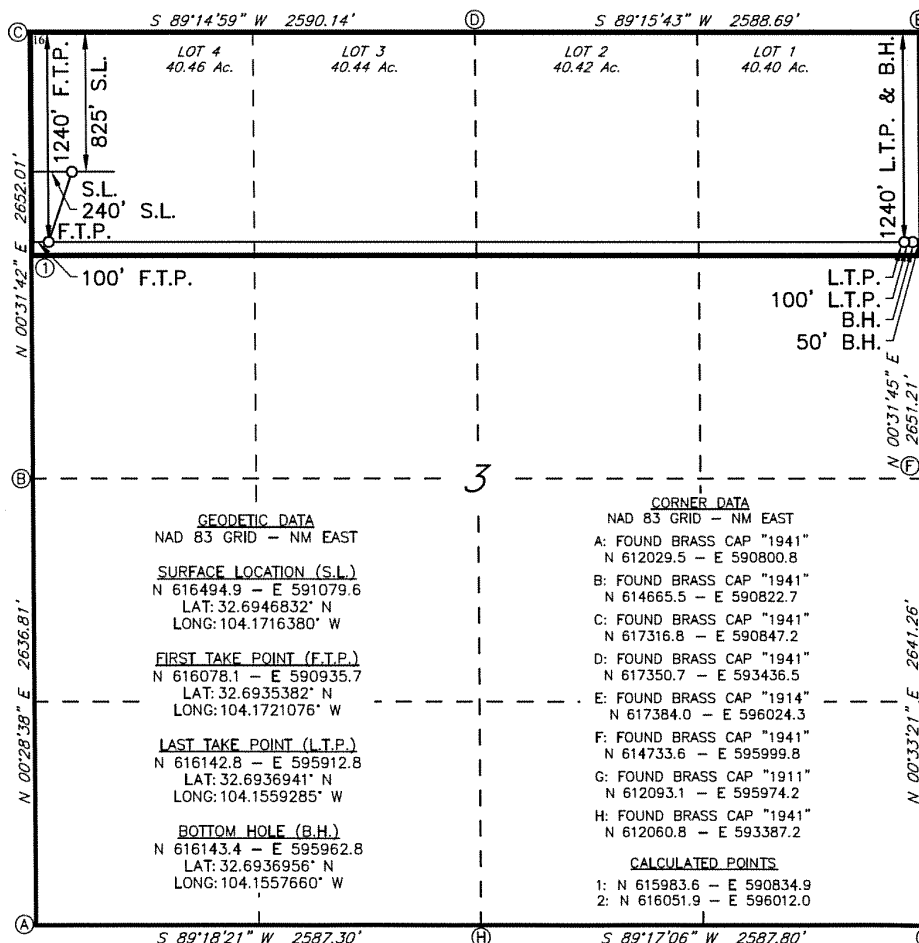 S 89°14'59" W 2590.14'
D
S 89°15'43" W 2588.69'
C
16
1240' F.T.P.
825' S.L.
LOT 4
40.46 Ac.
LOT 3
40.44 Ac.
LOT 2
40.42 Ac.
LOT 1
40.40 Ac.
1240' L.T.P. & B.H.
N 00°31'42" E 2652.01'
S.L.
240' S.L.
F.T.P.
1
100' F.T.P.
L.T.P.
100' L.T.P.
B.H.
50' B.H.
N 00°31'45" E
2651.21'
B
3
F
GEODETIC DATA
NAD 83 GRID – NM EAST
SURFACE LOCATION (S.L.)
N 616494.9 – E 591079.6
LAT: 32.6946832° N
LONG: 104.1716380° W
FIRST TAKE POINT (F.T.P.)
N 616078.1 – E 590935.7
LAT: 32.6935382° N
LONG: 104.1721076° W
LAST TAKE POINT (L.T.P.)
N 616142.8 – E 595912.8
LAT: 32.6936941° N
LONG: 104.1559285° W
BOTTOM HOLE (B.H.)
N 616143.4 – E 595962.8
LAT: 32.6936956° N
LONG: 104.1557660° W
CORNER DATA
NAD 83 GRID – NM EAST
A: FOUND BRASS CAP "1941"
N 612029.5 – E 590800.8
B: FOUND BRASS CAP "1941"
N 614665.5 – E 590822.7
C: FOUND BRASS CAP "1941"
N 617316.8 – E 590847.2
D: FOUND BRASS CAP "1941"
N 617350.7 – E 593436.5
E: FOUND BRASS CAP "1914"
N 617384.0 – E 596024.3
F: FOUND BRASS CAP "1941"
N 614733.6 – E 595999.8
G: FOUND BRASS CAP "1911"
N 612093.1 – E 595974.2
H: FOUND BRASS CAP "1941"
N 612060.8 – E 593387.2
CALCULATED POINTS
1: N 615983.6 – E 590834.9
2: N 616051.9 – E 596012.0
N 00°28'38" E 2636.81'
N 00°33'21" E 2641.26'
A
S 89°18'21" W 2587.30'
H
S 89°17'06" W 2587.80'